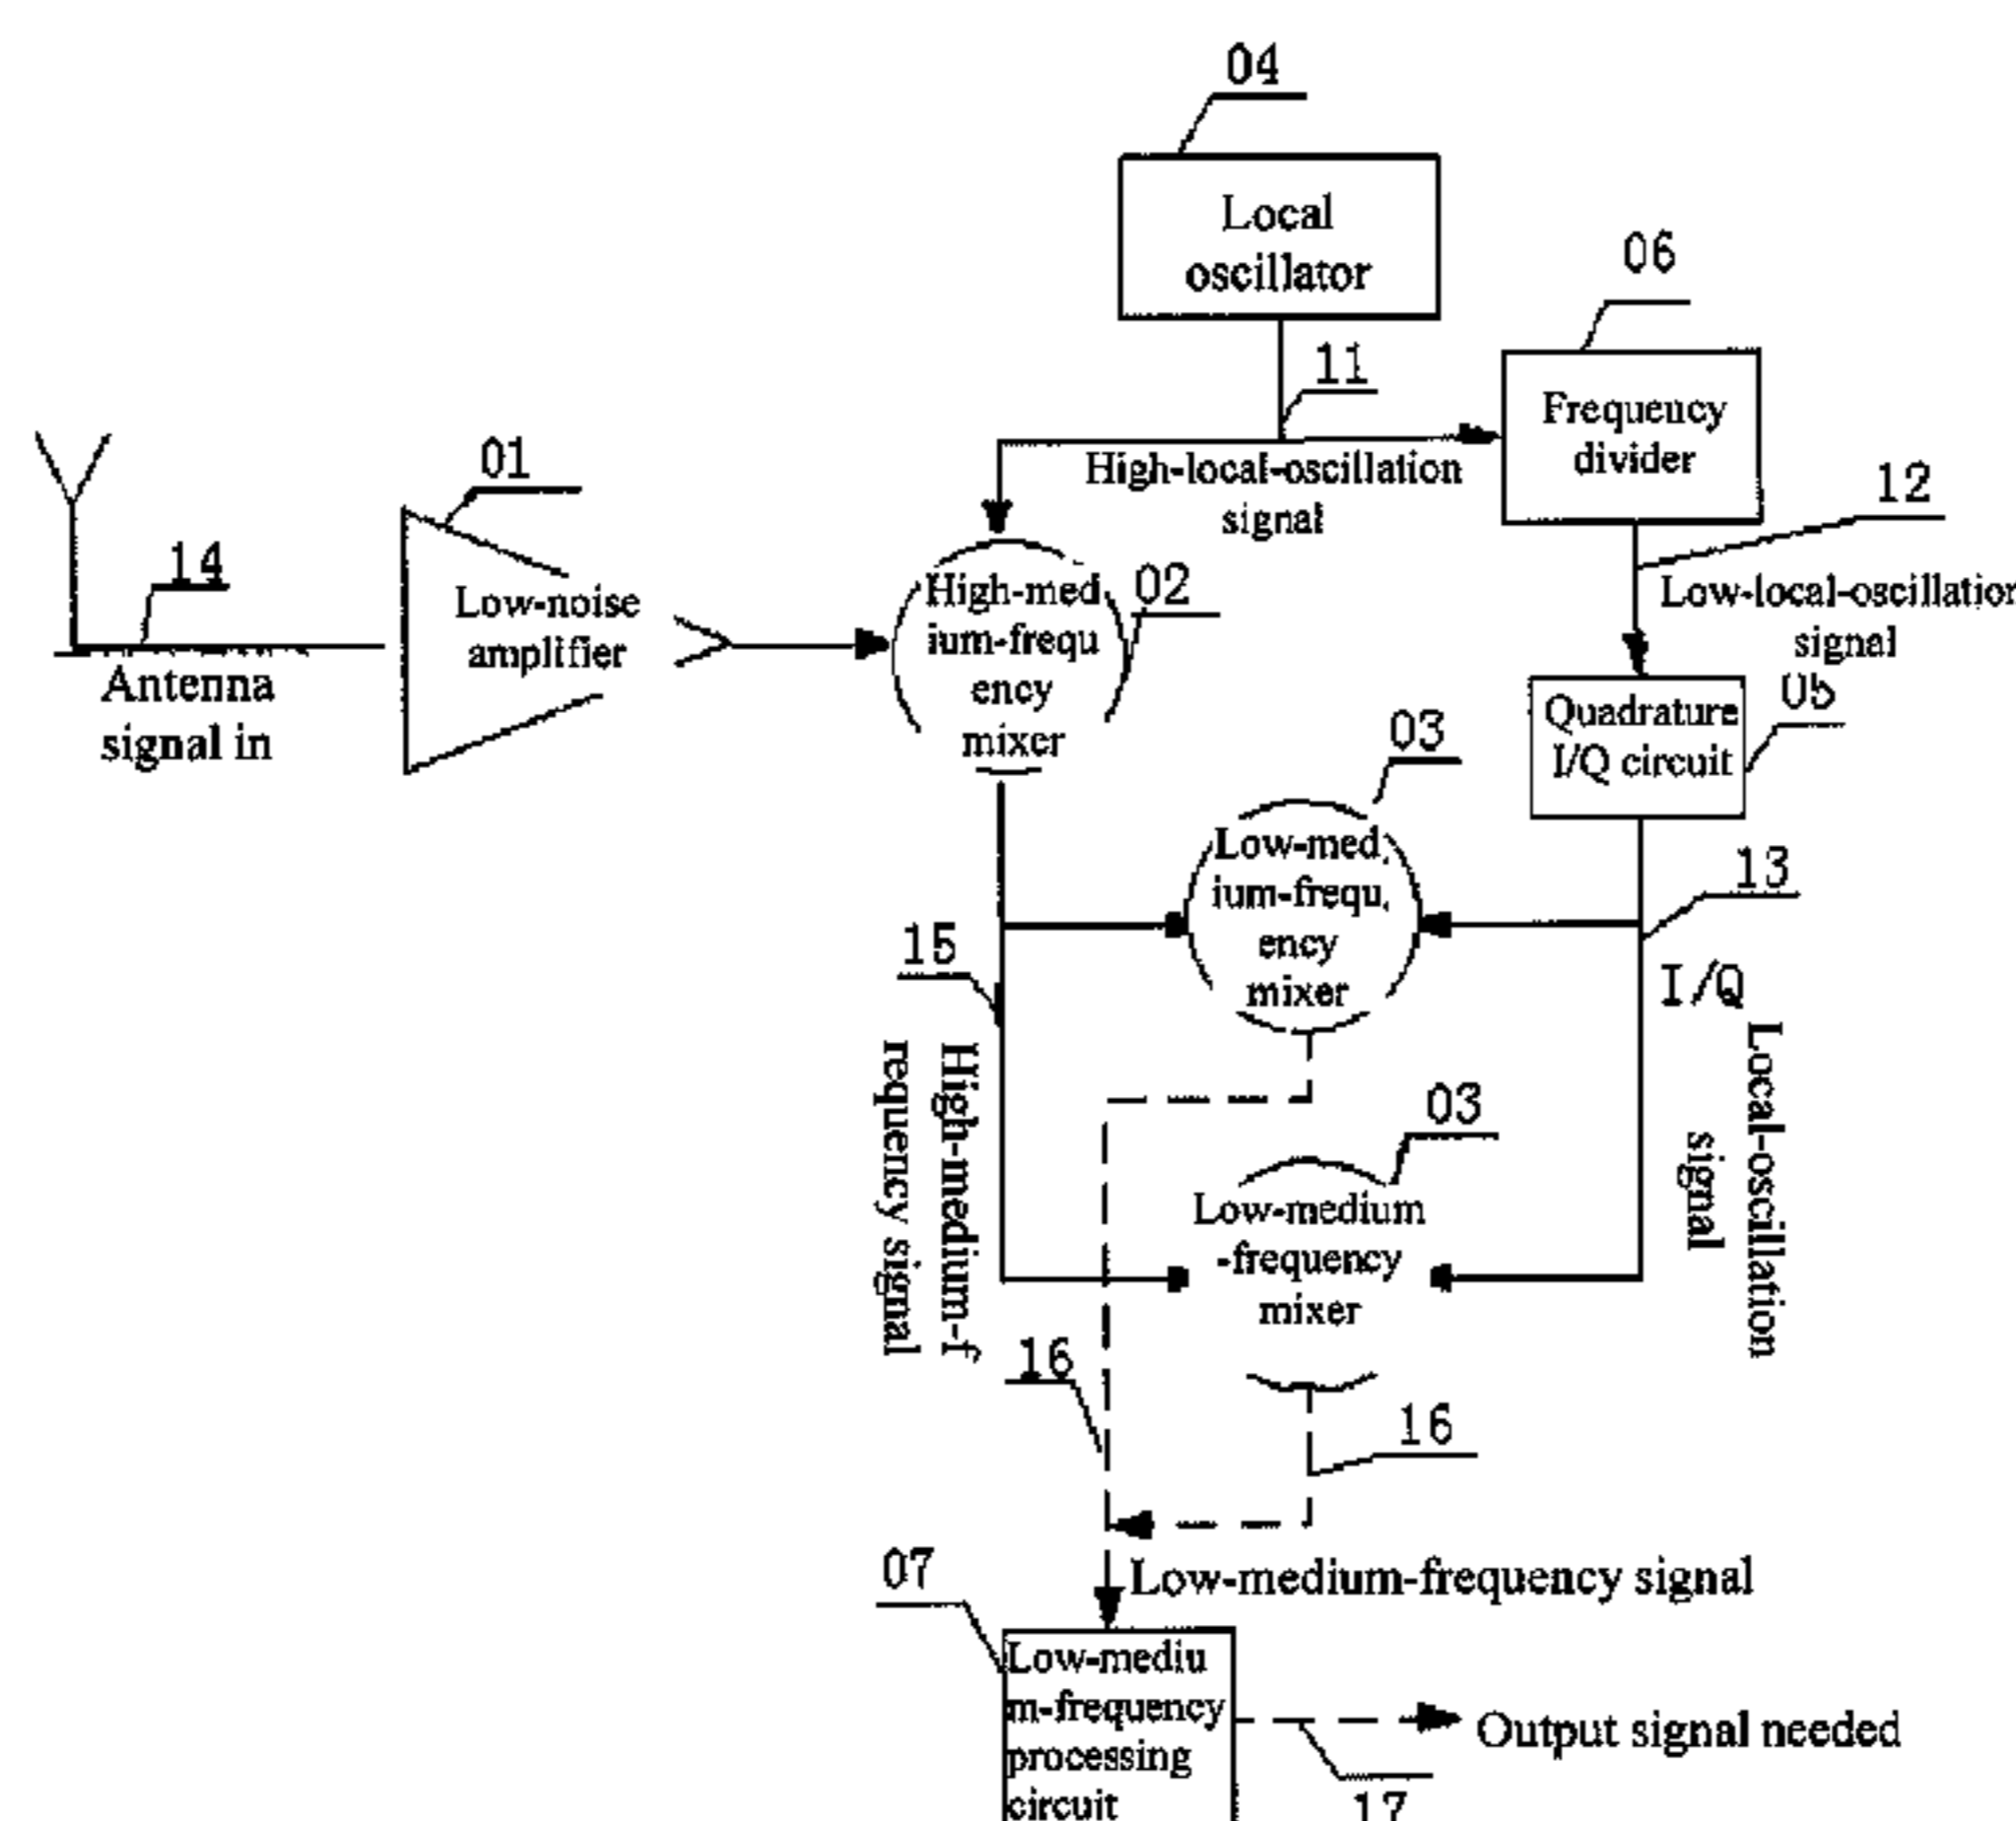 04
Local
oscillator
06
11
Frequency
divider
High-local-oscillation
signal
01
12
14
Low-noise
amplifier
High-med
ium-frequ
ency
mixer
02
Low-local-oscillation
signal
Antenna
signal in
05
Quadrature
I/Q circuit
03
Low-med
ium-frequ
ency
mixer
13
15
I/Q
Local-oscillation
signal
High-medium-f
requency signal
03
Low-medium
-frequency
mixer
16
16
07
Low-medium-frequency signal
Low-mediu
m-frequency
processing
circuit
Output signal needed
17